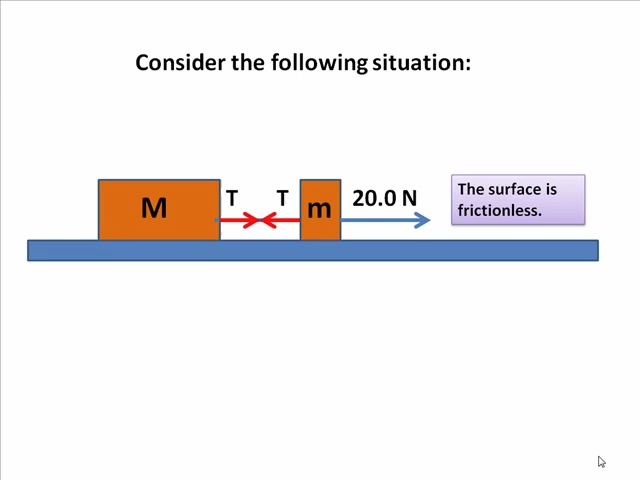 Consider the following situation:
M
T
T
m
20.0 N
The surface is
frictionless.